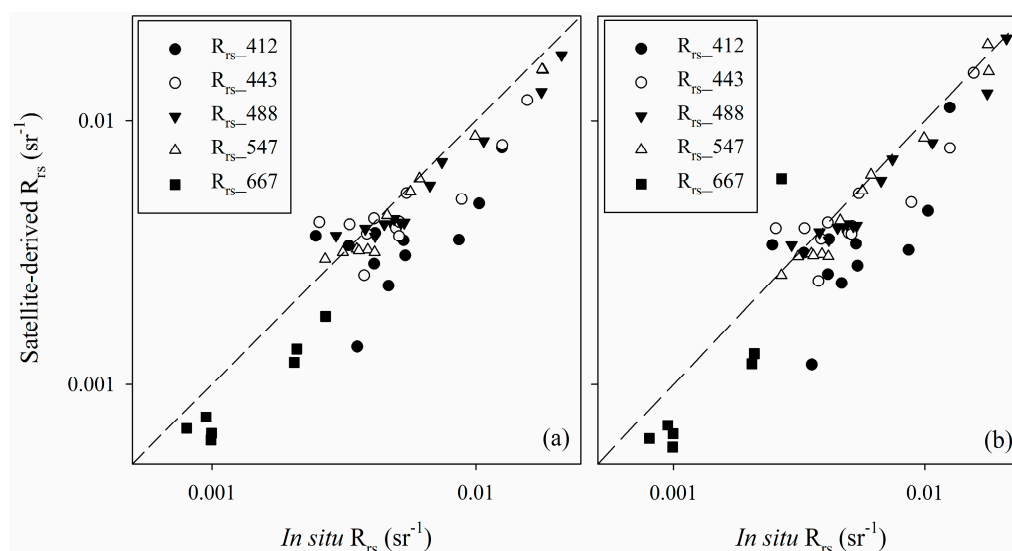 R_rs_412
R_rs_443
R_rs_488
R_rs_547
R_rs_667
(a)
R_rs_412
R_rs_443
R_rs_488
R_rs_547
R_rs_667
(b)
Satellite-derived R_rs (sr⁻¹)
0.01
0.001
0.001 0.01
0.001 0.01
In situ R_rs (sr⁻¹)
In situ R_rs (sr⁻¹)